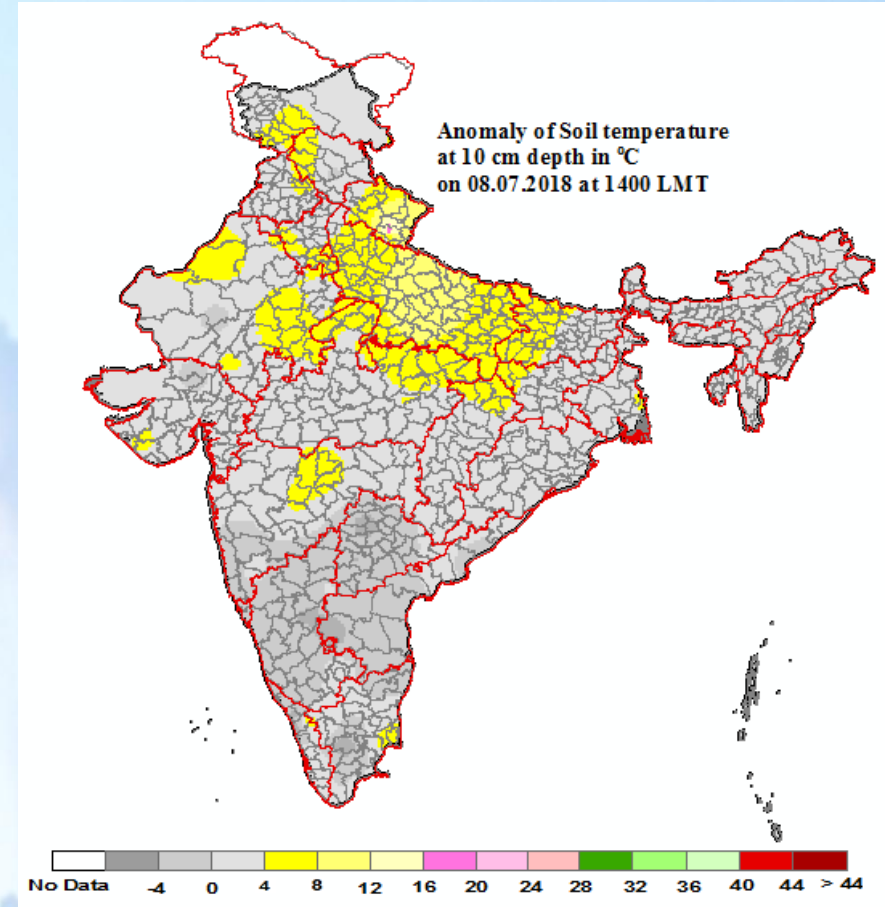 Anomaly of Soil temperature
at 10 cm depth in ⁰C
on 08.07.2018 at 1400 LMT
No Data -4 0 4 8 12 16 20 24 28 32 36 40 44 > 44